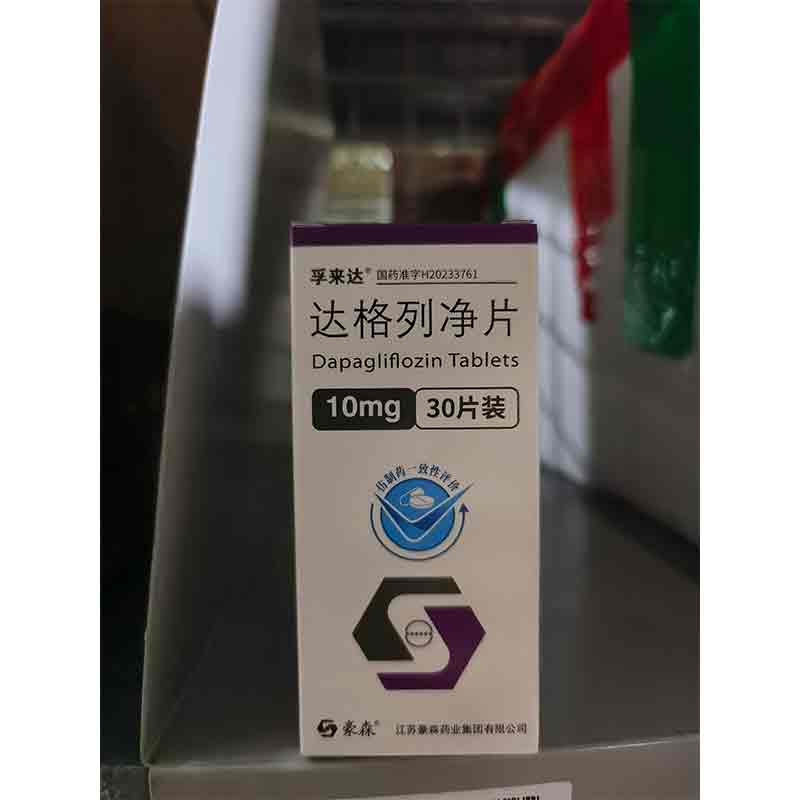 孚来达® 国药准字H20233761
达格列净片
Dapagliflozin Tablets
10mg 30片装
仿制药一致性评价
豪森® 江苏豪森药业集团有限公司